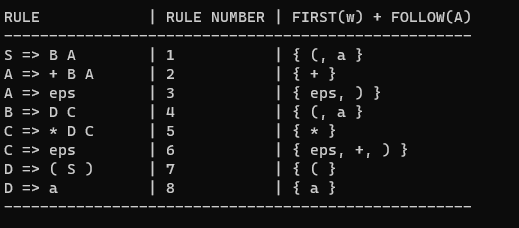 RULE | RULE NUMBER | FIRST(w) + FOLLOW(A)
----------------------------------------------------
S => B A | 1 | { (, a }
A => + B A | 2 | { + }
A => eps | 3 | { eps, ) }
B => D C | 4 | { (, a }
C => * D C | 5 | { * }
C => eps | 6 | { eps, +, ) }
D => ( S ) | 7 | { ( }
D => a | 8 | { a }
----------------------------------------------------